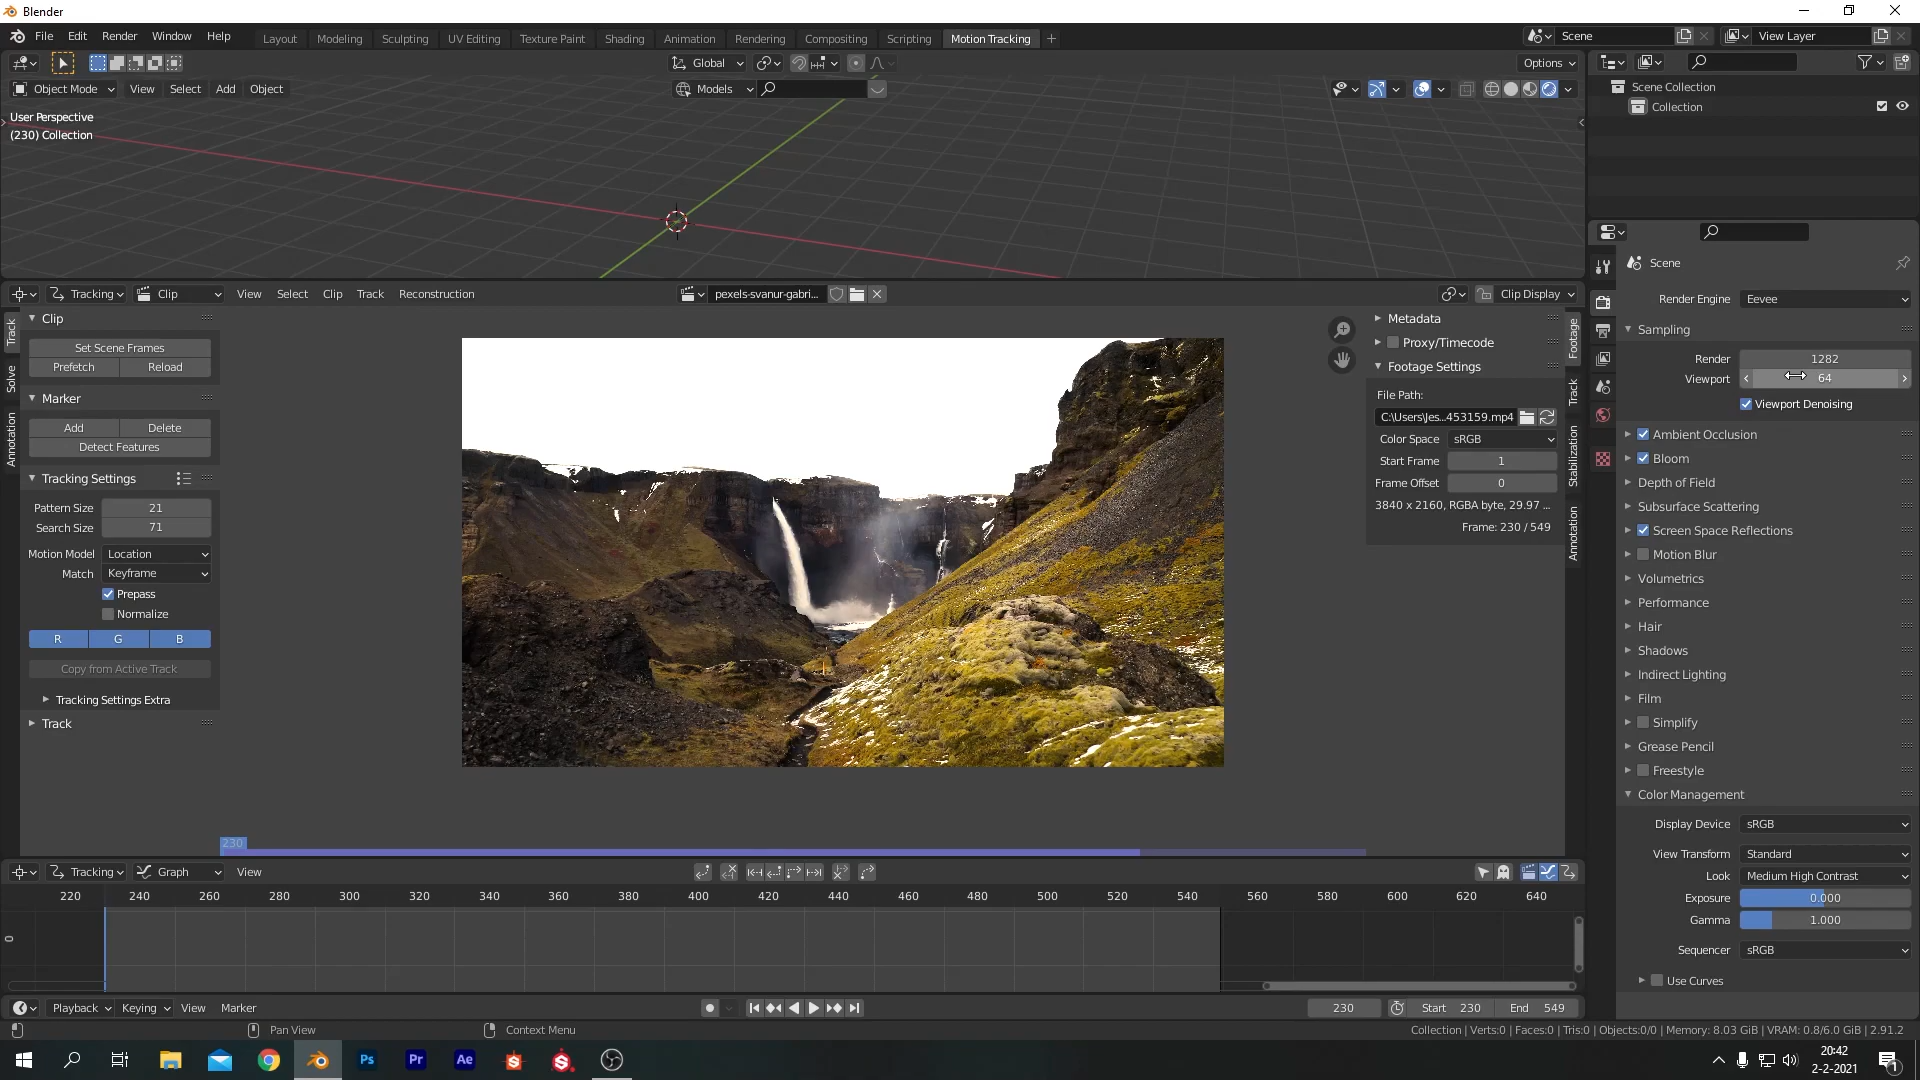 Blender
File Edit Render Window Help Layout Modeling Sculpting UV Editing Texture Paint Shading Animation Rendering Compositing Scripting Motion Tracking + Scene View Layer
Global Options
Object Mode View Select Add Object Models
Scene Collection
Collection
User Perspective
(230) Collection
Tracking Clip View Select Clip Track Reconstruction pexels-svanur-gabri... Clip Display
Track
Solve
Annotation
Clip
Set Scene Frames
Prefetch Reload
Marker
Add Delete
Detect Features
Tracking Settings
Pattern Size 21
Search Size 71
Motion Model Location
Match Keyframe
Prepass
Normalize
R G B
Copy from Active Track
Tracking Settings Extra
Track
Metadata
Proxy/Timecode
Footage Settings
File Path:
C:\Users\Jes...453159.mp4
Color Space sRGB
Start Frame 1
Frame Offset 0
3840 x 2160, RGBA byte, 29.97 ...
Frame: 230 / 549
Footage
Track
Stabilization
Annotation
230
Scene
Render Engine Eevee
Sampling
Render 1282
Viewport 64
Viewport Denoising
Ambient Occlusion
Bloom
Depth of Field
Subsurface Scattering
Screen Space Reflections
Motion Blur
Volumetrics
Performance
Hair
Shadows
Indirect Lighting
Film
Simplify
Grease Pencil
Freestyle
Color Management
Display Device sRGB
View Transform Standard
Look Medium High Contrast
Exposure 0.000
Gamma 1.000
Sequencer sRGB
Use Curves
Tracking Graph View
220 240 260 280 300 320 340 360 380 400 420 440 460 480 500 520 540 560 580 600 620 640
0
Playback Keying View Marker 230 Start 230 End 549
Pan View Context Menu Collection | Verts:0 | Faces:0 | Tris:0 | Objects:0/0 | Memory: 8.03 GiB | VRAM: 0.8/6.0 GiB | 2.91.2
Ps Pr Ae S S
20:42
2-2-2021
1